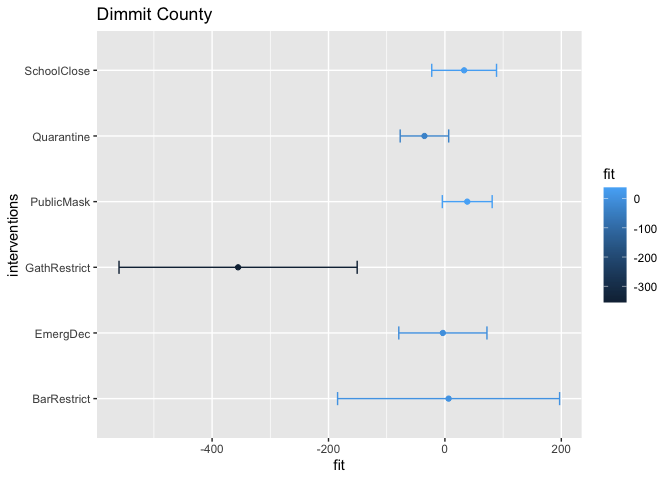 Dimmit County
interventions
SchoolClose
Quarantine
PublicMask
GathRestrict
EmergDec
BarRestrict
-400
-200
0
200
fit
fit
0
-100
-200
-300